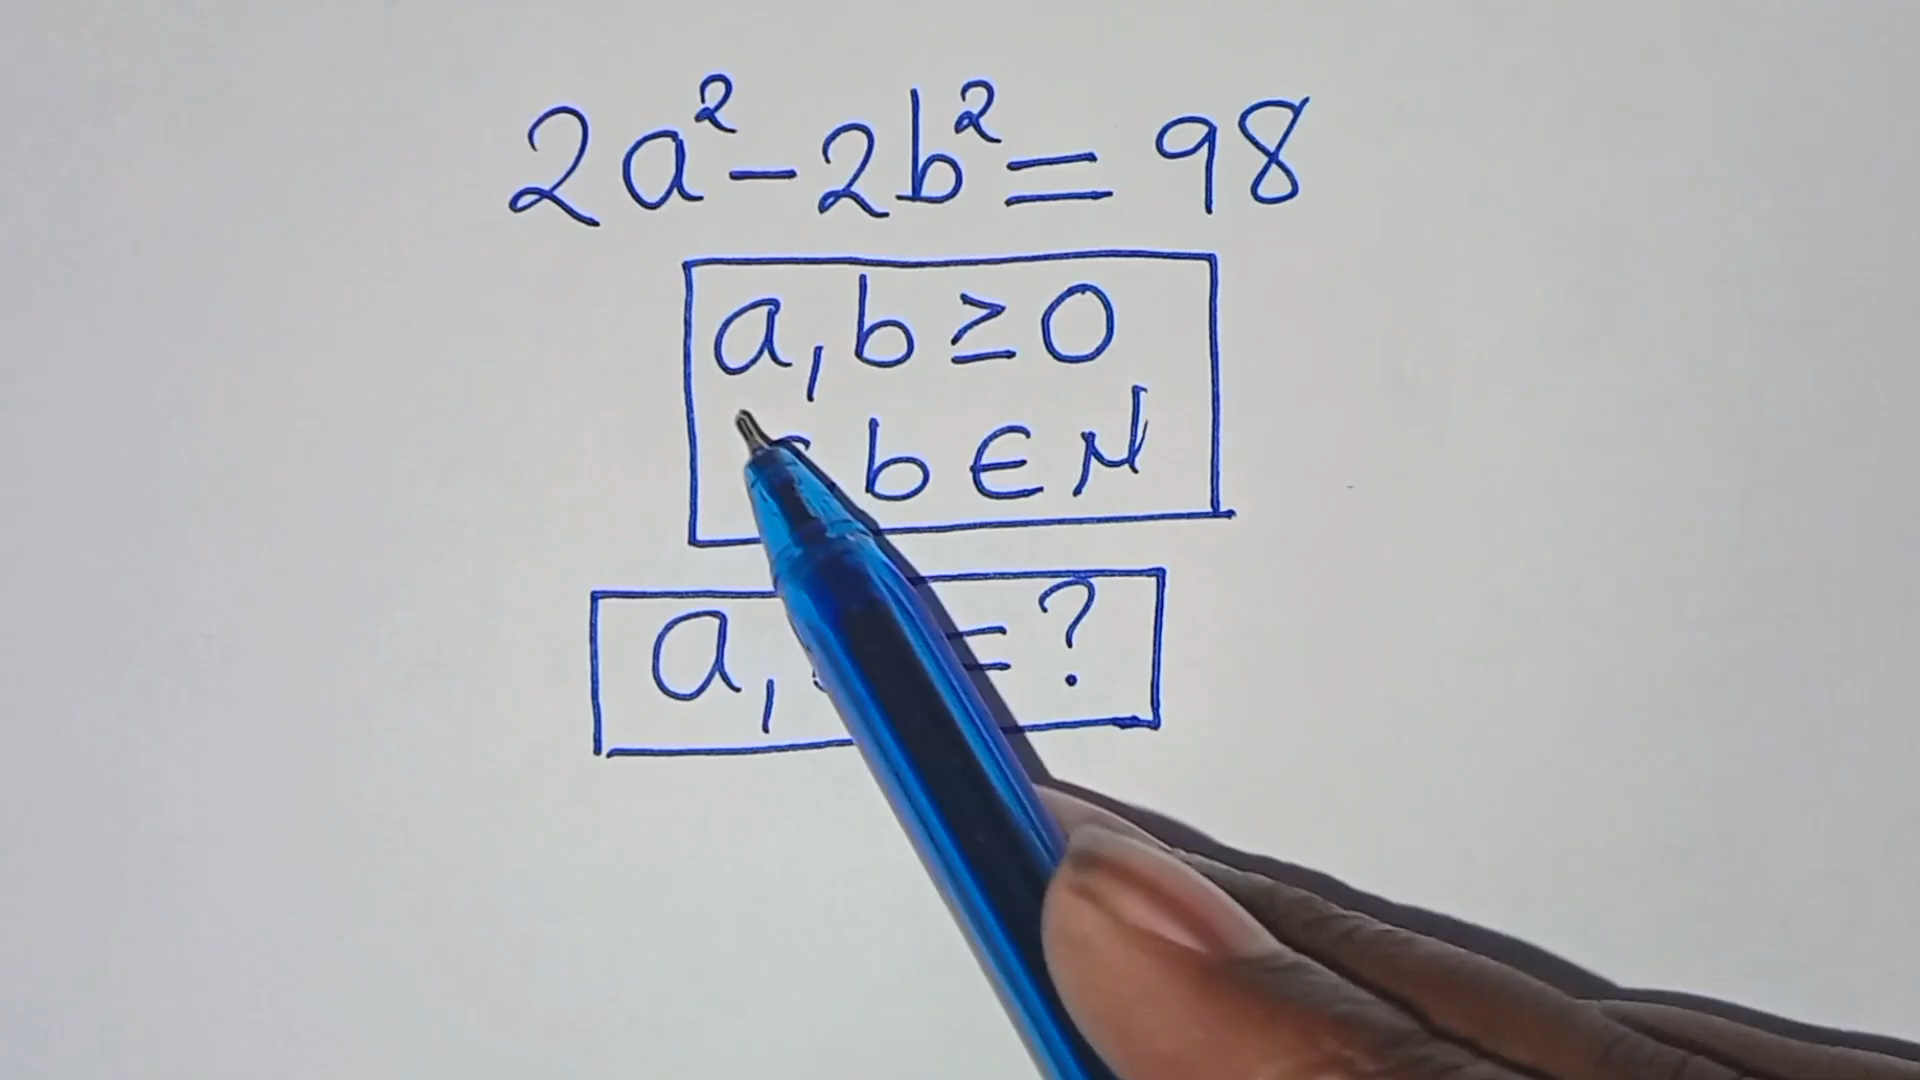 2a² - 2b² = 98
a, b ≥ 0
b ∈ N
a, = ?